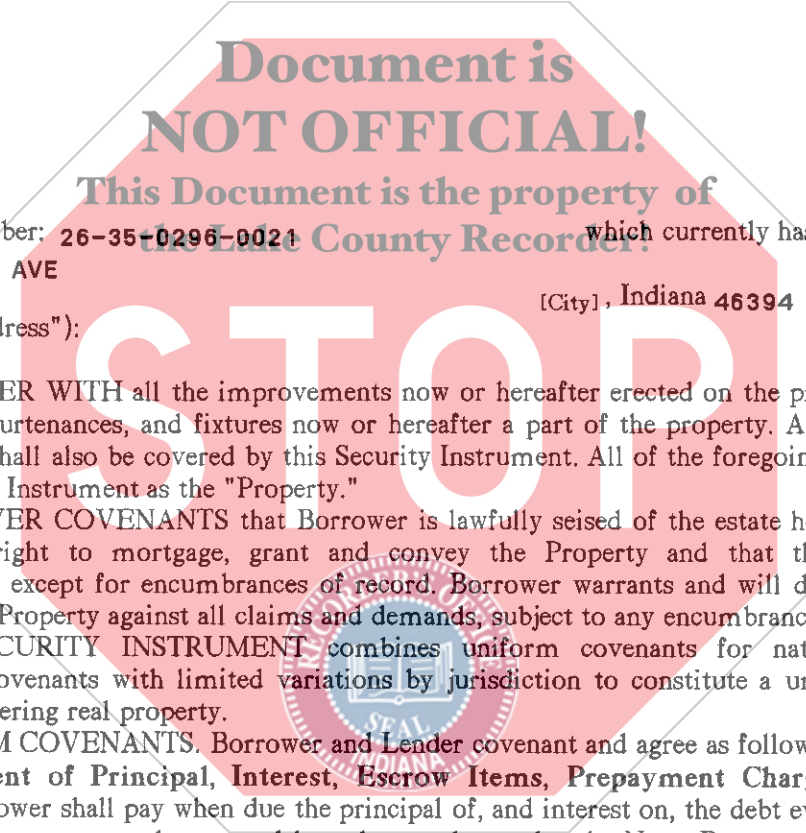 Document is
NOT OFFICIAL!
This Document is the property of
the Lake County Recorder!
ber: 26-35-0296-0021 which currently has
AVE
[City], Indiana 46394
dress"):
STOP
ER WITH all the improvements now or hereafter erected on the p
urtenances, and fixtures now or hereafter a part of the property. A
hall also be covered by this Security Instrument. All of the foregoin
Instrument as the "Property."
VER COVENANTS that Borrower is lawfully seised of the estate h
right to mortgage, grant and convey the Property and that th
except for encumbrances of record. Borrower warrants and will d
Property against all claims and demands, subject to any encumbranc
CURITY INSTRUMENT combines uniform covenants for nat
ovenants with limited variations by jurisdiction to constitute a un
ering real property.
M COVENANTS. Borrower and Lender covenant and agree as follow
ent of Principal, Interest, Escrow Items, Prepayment Char
ower shall pay when due the principal of, and interest on, the debt e
SEAL
INDIANA